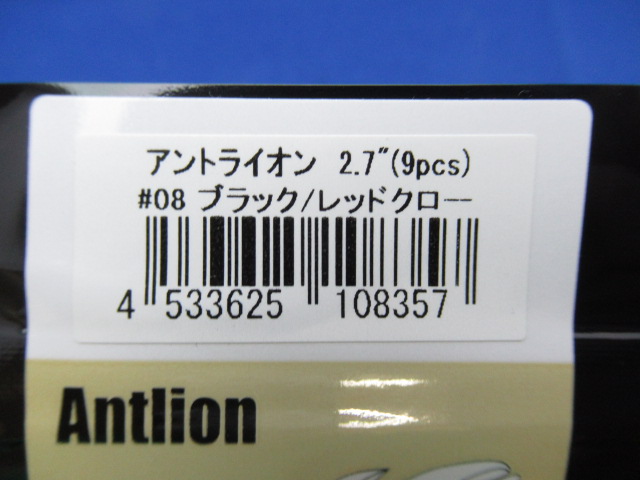 アントライオン 2.7"(9pcs)
#08 ブラック/レッドクロー
4 533625 108357
Antlion